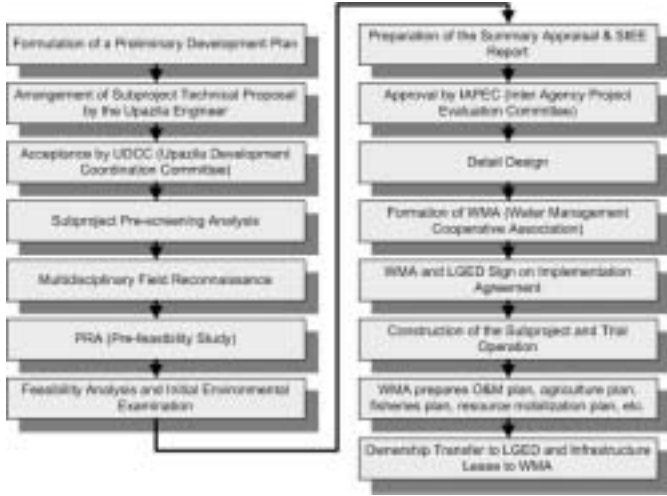 Formulation of a Preliminary Development Plan
Arrangement of Subproject Technical Proposal
by the Upazila Engineer
Acceptance by UDCC (Upazila Development
Coordination Committee)
Subproject Pre-screening Analysis
Multidisciplinary Field Reconnaissance
PRA (Pre-feasibility Study)
Feasibility Analysis and Initial Environmental
Examination
Preparation of the Summary Appraisal & SIEE
Report
Approval by IAPEC (Inter Agency Project
Evaluation Committee)
Detail Design
Formation of WMA (Water Management
Cooperative Association)
WMA and LGED Sign on Implementation
Agreement
Construction of the Subproject and Trial
Operation
WMA prepares O&M plan, agriculture plan,
fisheries plan, resource mobilization plan, etc.
Ownership Transfer to LGED and Infrastructure
Lease to WMA